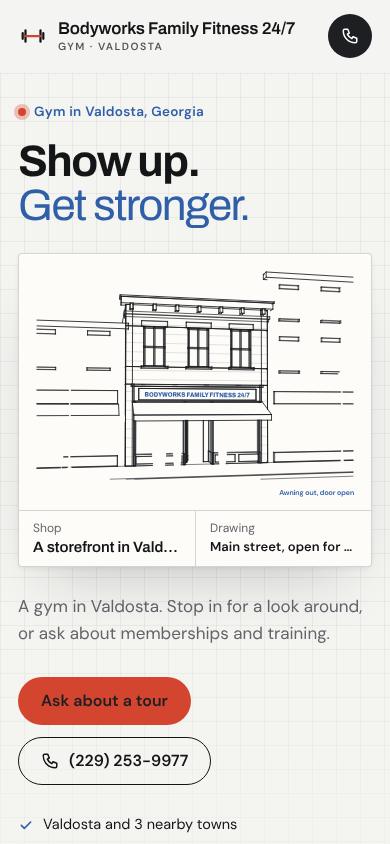 Bodyworks Family Fitness 24/7
GYM · VALDOSTA
Gym in Valdosta, Georgia
Show up.
Get stronger.
BODYWORKS FAMILY FITNESS 24/7
Awning out, door open
Shop
A storefront in Vald...
Drawing
Main street, open for ...
A gym in Valdosta. Stop in for a look around,
or ask about memberships and training.
Ask about a tour
(229) 253-9977
Valdosta and 3 nearby towns